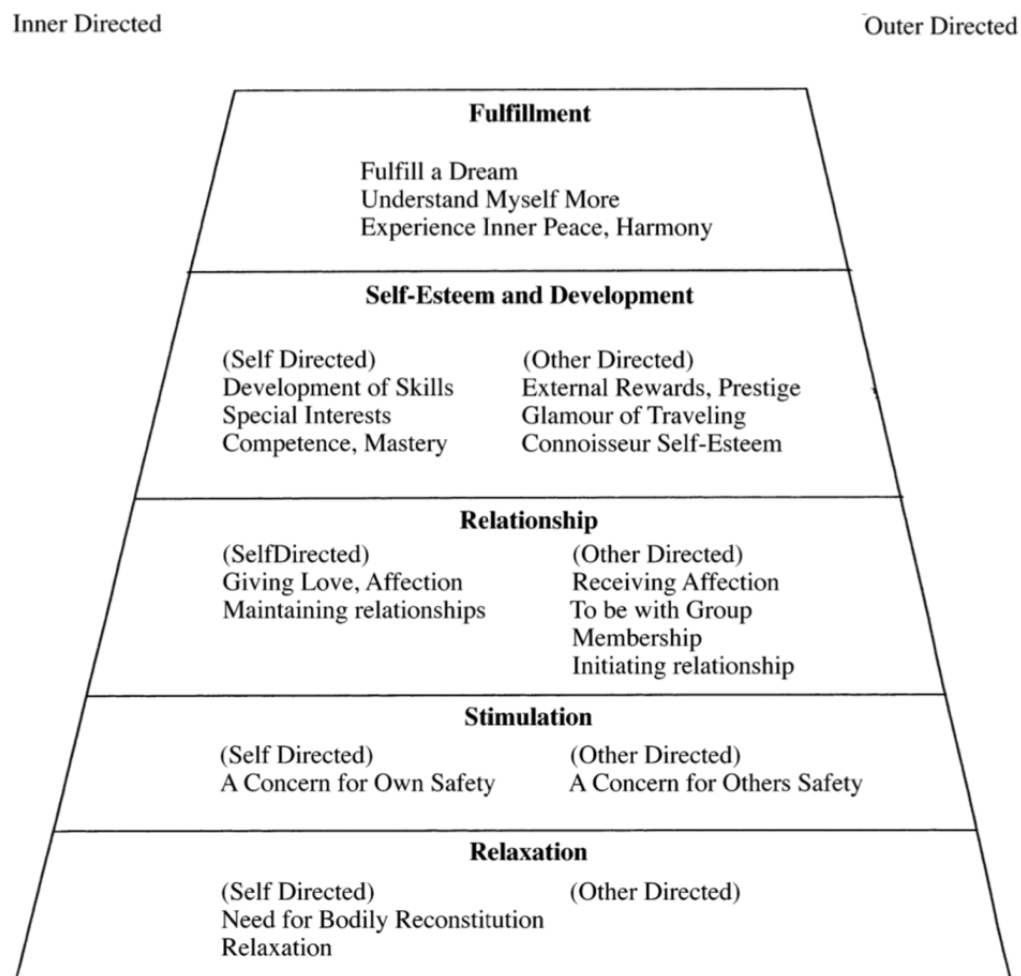 Inner Directed
Outer Directed
Fulfillment
Fulfill a Dream
Understand Myself More
Experience Inner Peace, Harmony
Self-Esteem and Development
(Self Directed)
Development of Skills
Special Interests
Competence, Mastery
(Other Directed)
External Rewards, Prestige
Glamour of Traveling
Connoisseur Self-Esteem
Relationship
(SelfDirected)
Giving Love, Affection
Maintaining relationships
(Other Directed)
Receiving Affection
To be with Group
Membership
Initiating relationship
Stimulation
(Self Directed)
A Concern for Own Safety
(Other Directed)
A Concern for Others Safety
Relaxation
(Self Directed)
Need for Bodily Reconstitution
Relaxation
(Other Directed)